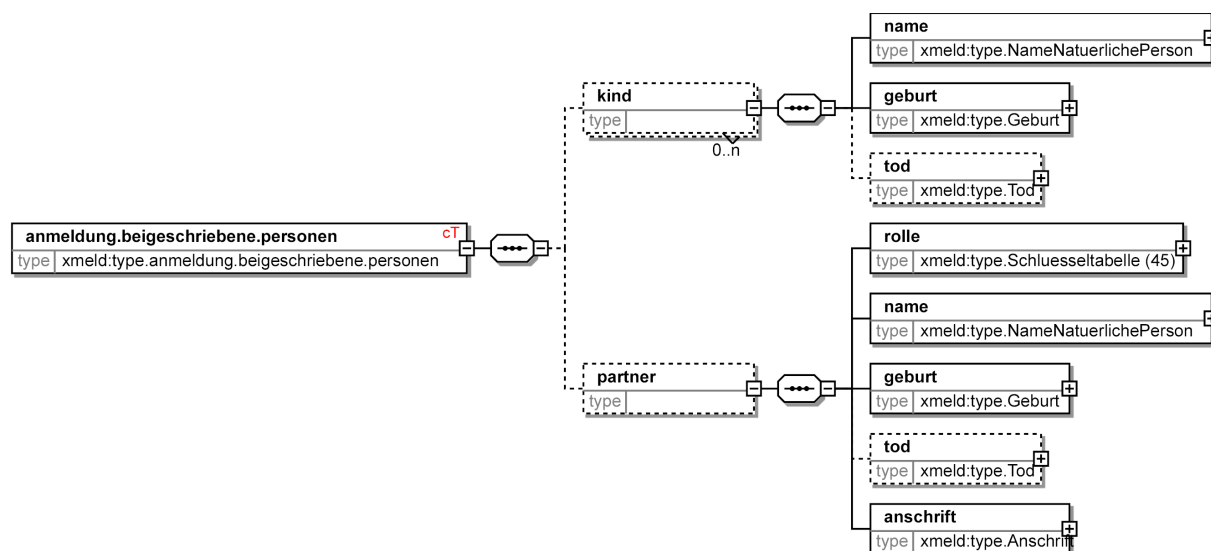 anmeldung.beigeschriebene.personen cT
type xmeld:type.anmeldung.beigeschriebene.personen
kind
type
0..n
name
type xmeld:type.NameNatuerlichePerson
geburt
type xmeld:type.Geburt
tod
type xmeld:type.Tod
partner
type
rolle
type xmeld:type.Schluesseltabelle (45)
name
type xmeld:type.NameNatuerlichePerson
geburt
type xmeld:type.Geburt
tod
type xmeld:type.Tod
anschrift
type xmeld:type.Anschrift